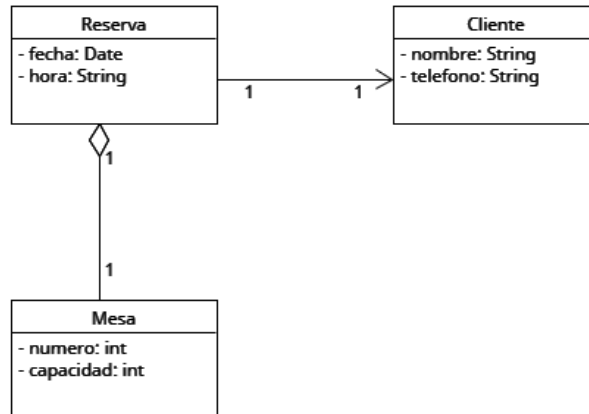 Reserva
- fecha: Date
- hora: String
Cliente
- nombre: String
- telefono: String
1
1
1
1
Mesa
- numero: int
- capacidad: int